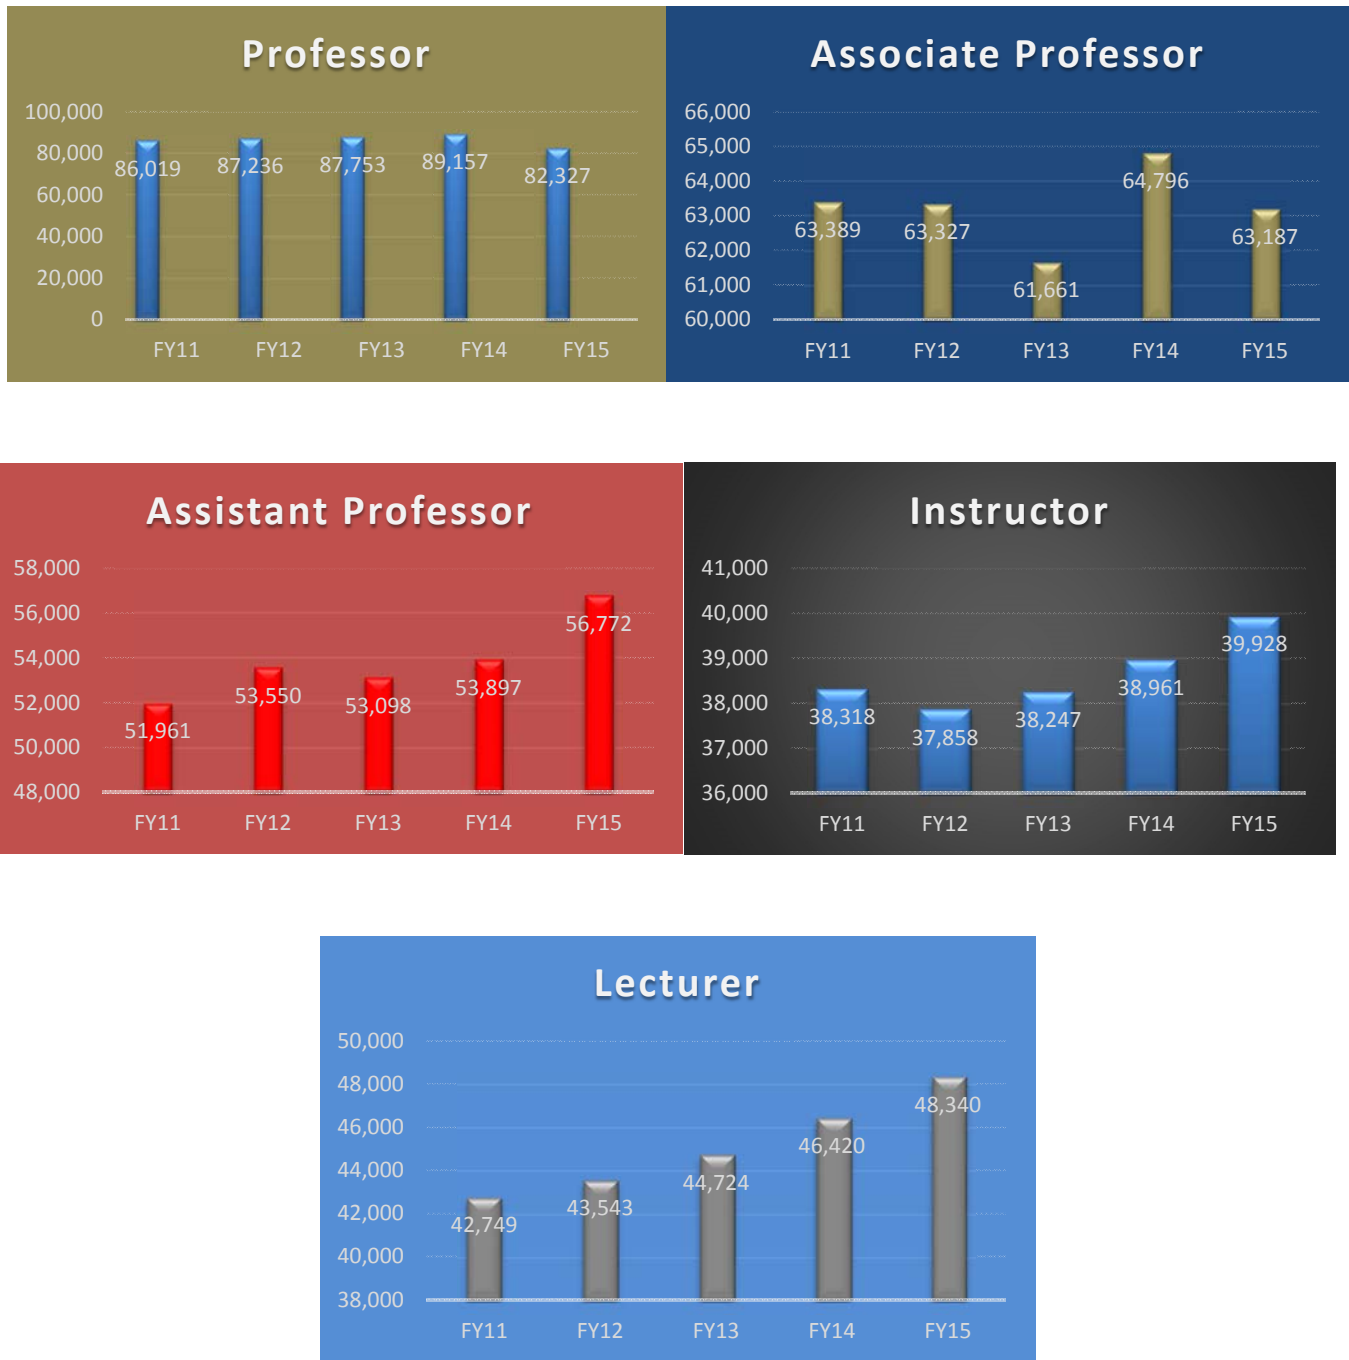 Professor
100,000
80,000
60,000
40,000
20,000
0
86,019 87,236 87,753 89,157 82,327
FY11 FY12 FY13 FY14 FY15
Associate Professor
66,000
65,000
64,000
63,000
62,000
61,000
60,000
63,389 63,327 61,661 64,796 63,187
FY11 FY12 FY13 FY14 FY15
Assistant Professor
58,000
56,000
54,000
52,000
50,000
48,000
51,961 53,550 53,098 53,897 56,772
FY11 FY12 FY13 FY14 FY15
Instructor
41,000
40,000
39,000
38,000
37,000
36,000
38,318 37,858 38,247 38,961 39,928
FY11 FY12 FY13 FY14 FY15
Lecturer
50,000
48,000
46,000
44,000
42,000
40,000
38,000
42,749 43,543 44,724 46,420 48,340
FY11 FY12 FY13 FY14 FY15